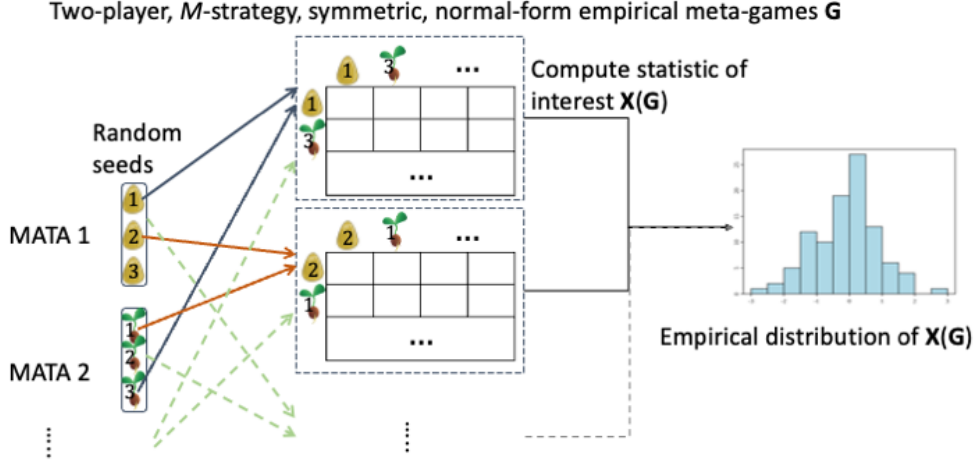 Two-player, M-strategy, symmetric, normal-form empirical meta-games G
1 3 ...
Compute statistic of
interest X(G)
1
3
...
Random
seeds
1
MATA 1
2
3
2 1 ...
2
1
...
1
2
MATA 2
3
Empirical distribution of X(G)